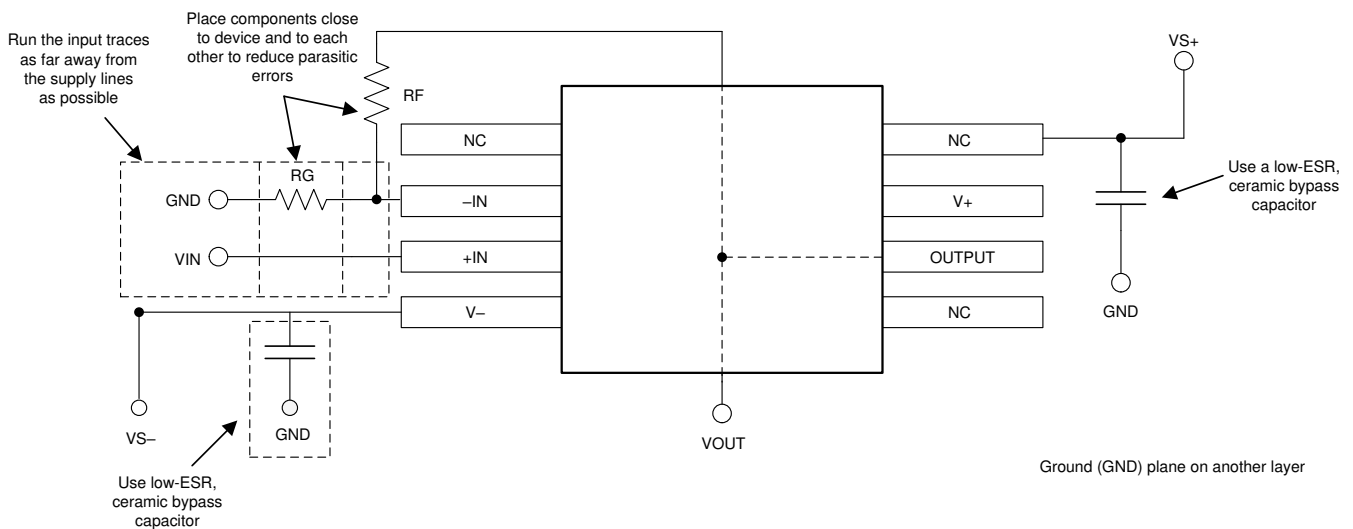 Run the input traces
as far away from
the supply lines
as possible
Place components close
to device and to each
other to reduce parasitic
errors
RF
VS+
NC
NC
Use a low-ESR,
ceramic bypass
capacitor
RG
GND
–IN
V+
VIN
+IN
OUTPUT
V–
NC
GND
VS–
GND
VOUT
Use low-ESR,
ceramic bypass
capacitor
Ground (GND) plane on another layer